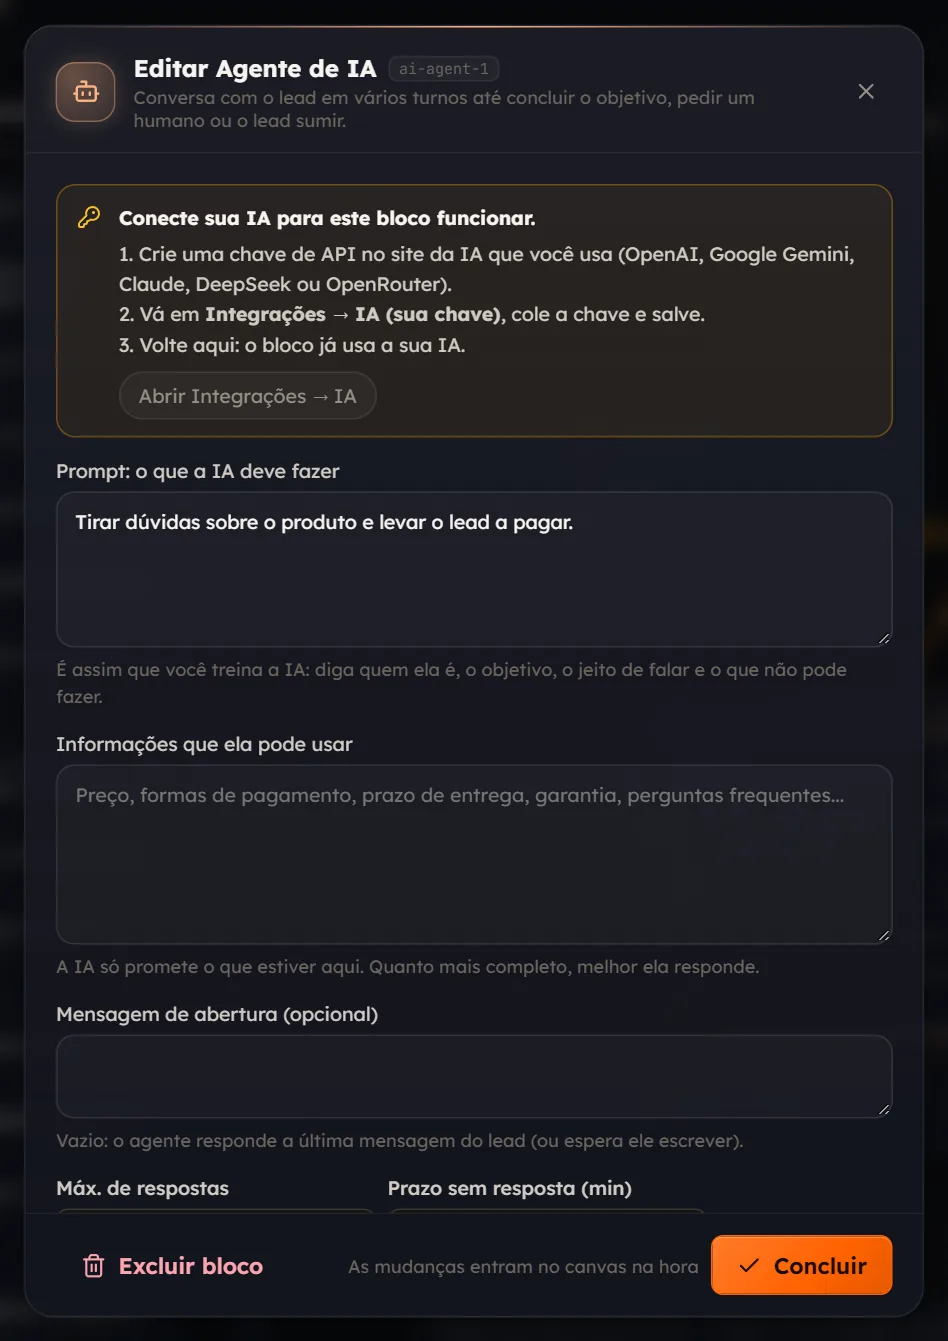 Editar Agente de IA ai-agent-1
Conversa com o lead em vários turnos até concluir o objetivo, pedir um
humano ou o lead sumir.
Conecte sua IA para este bloco funcionar.
1. Crie uma chave de API no site da IA que você usa (OpenAI, Google Gemini,
Claude, DeepSeek ou OpenRouter).
2. Vá em Integrações → IA (sua chave), cole a chave e salve.
3. Volte aqui: o bloco já usa a sua IA.
Abrir Integrações → IA
Prompt: o que a IA deve fazer
Tirar dúvidas sobre o produto e levar o lead a pagar.
É assim que você treina a IA: diga quem ela é, o objetivo, o jeito de falar e o que não pode
fazer.
Informações que ela pode usar
Preço, formas de pagamento, prazo de entrega, garantia, perguntas frequentes...
A IA só promete o que estiver aqui. Quanto mais completo, melhor ela responde.
Mensagem de abertura (opcional)
Vazio: o agente responde a última mensagem do lead (ou espera ele escrever).
Máx. de respostas Prazo sem resposta (min)
Excluir bloco As mudanças entram no canvas na hora Concluir